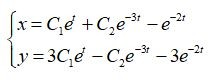 x = C₁eᵗ + C₂e⁻³ᵗ − e⁻²ᵗ
y = 3C₁eᵗ − C₂e⁻³ᵗ − 3e⁻²ᵗ